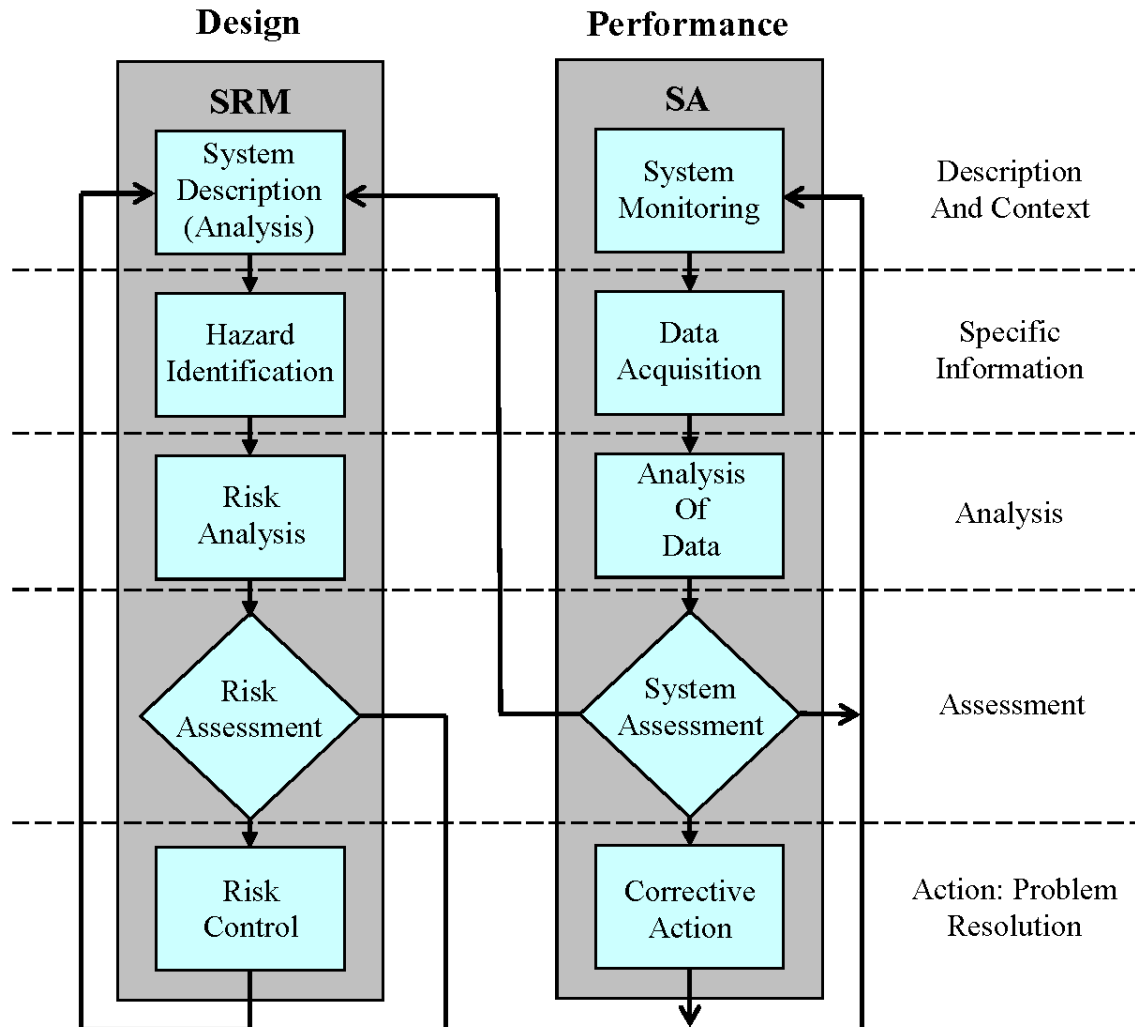 Design
Performance
SRM
System
Description
(Analysis)
Hazard
Identification
Risk
Analysis
Risk
Assessment
Risk
Control
SA
System
Monitoring
Data
Acquisition
Analysis
Of
Data
System
Assessment
Corrective
Action
Description
And Context
Specific
Information
Analysis
Assessment
Action: Problem
Resolution